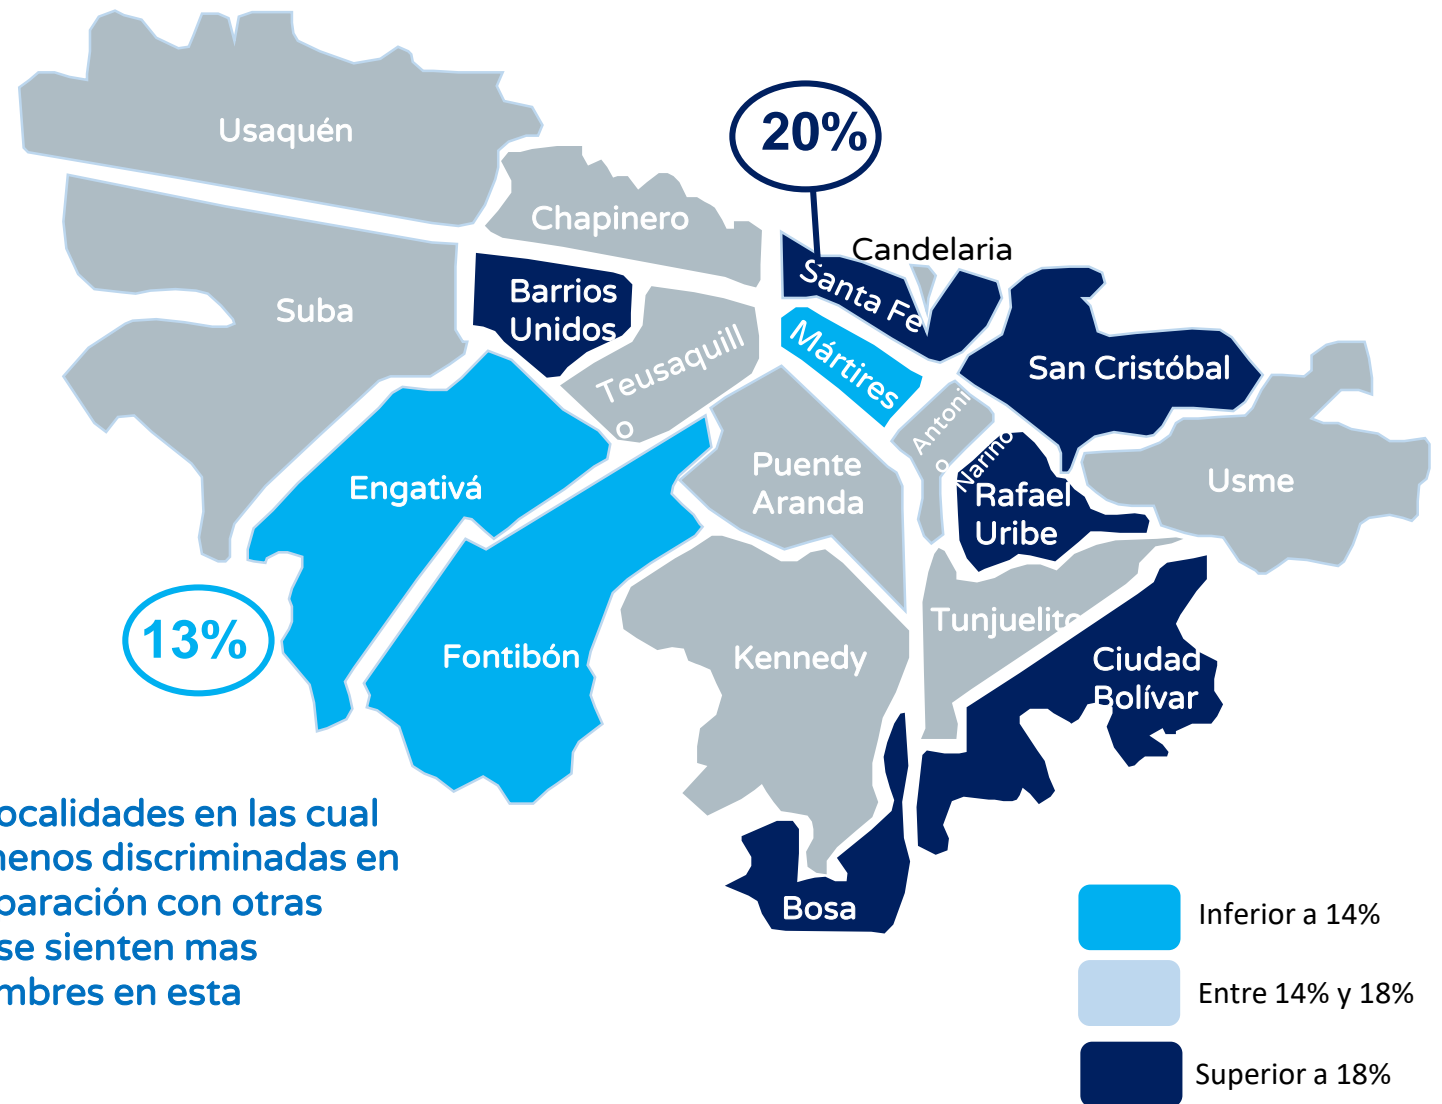 Usaquén
20%
Chapinero
Candelaria
Suba
Barrios
Unidos
Santa Fe
Teusaquill
o
Mártires
San Cristóbal
Antoni
o
Nariño
Puente
Aranda
Engativá
Rafael
Uribe
Usme
13%
Fontibón
Kennedy
Tunjuelito
Ciudad
Bolívar
Bosa
ocalidades en las cual
menos discriminadas en
paración con otras
se sienten mas
mbres en esta
Inferior a 14%
Entre 14% y 18%
Superior a 18%